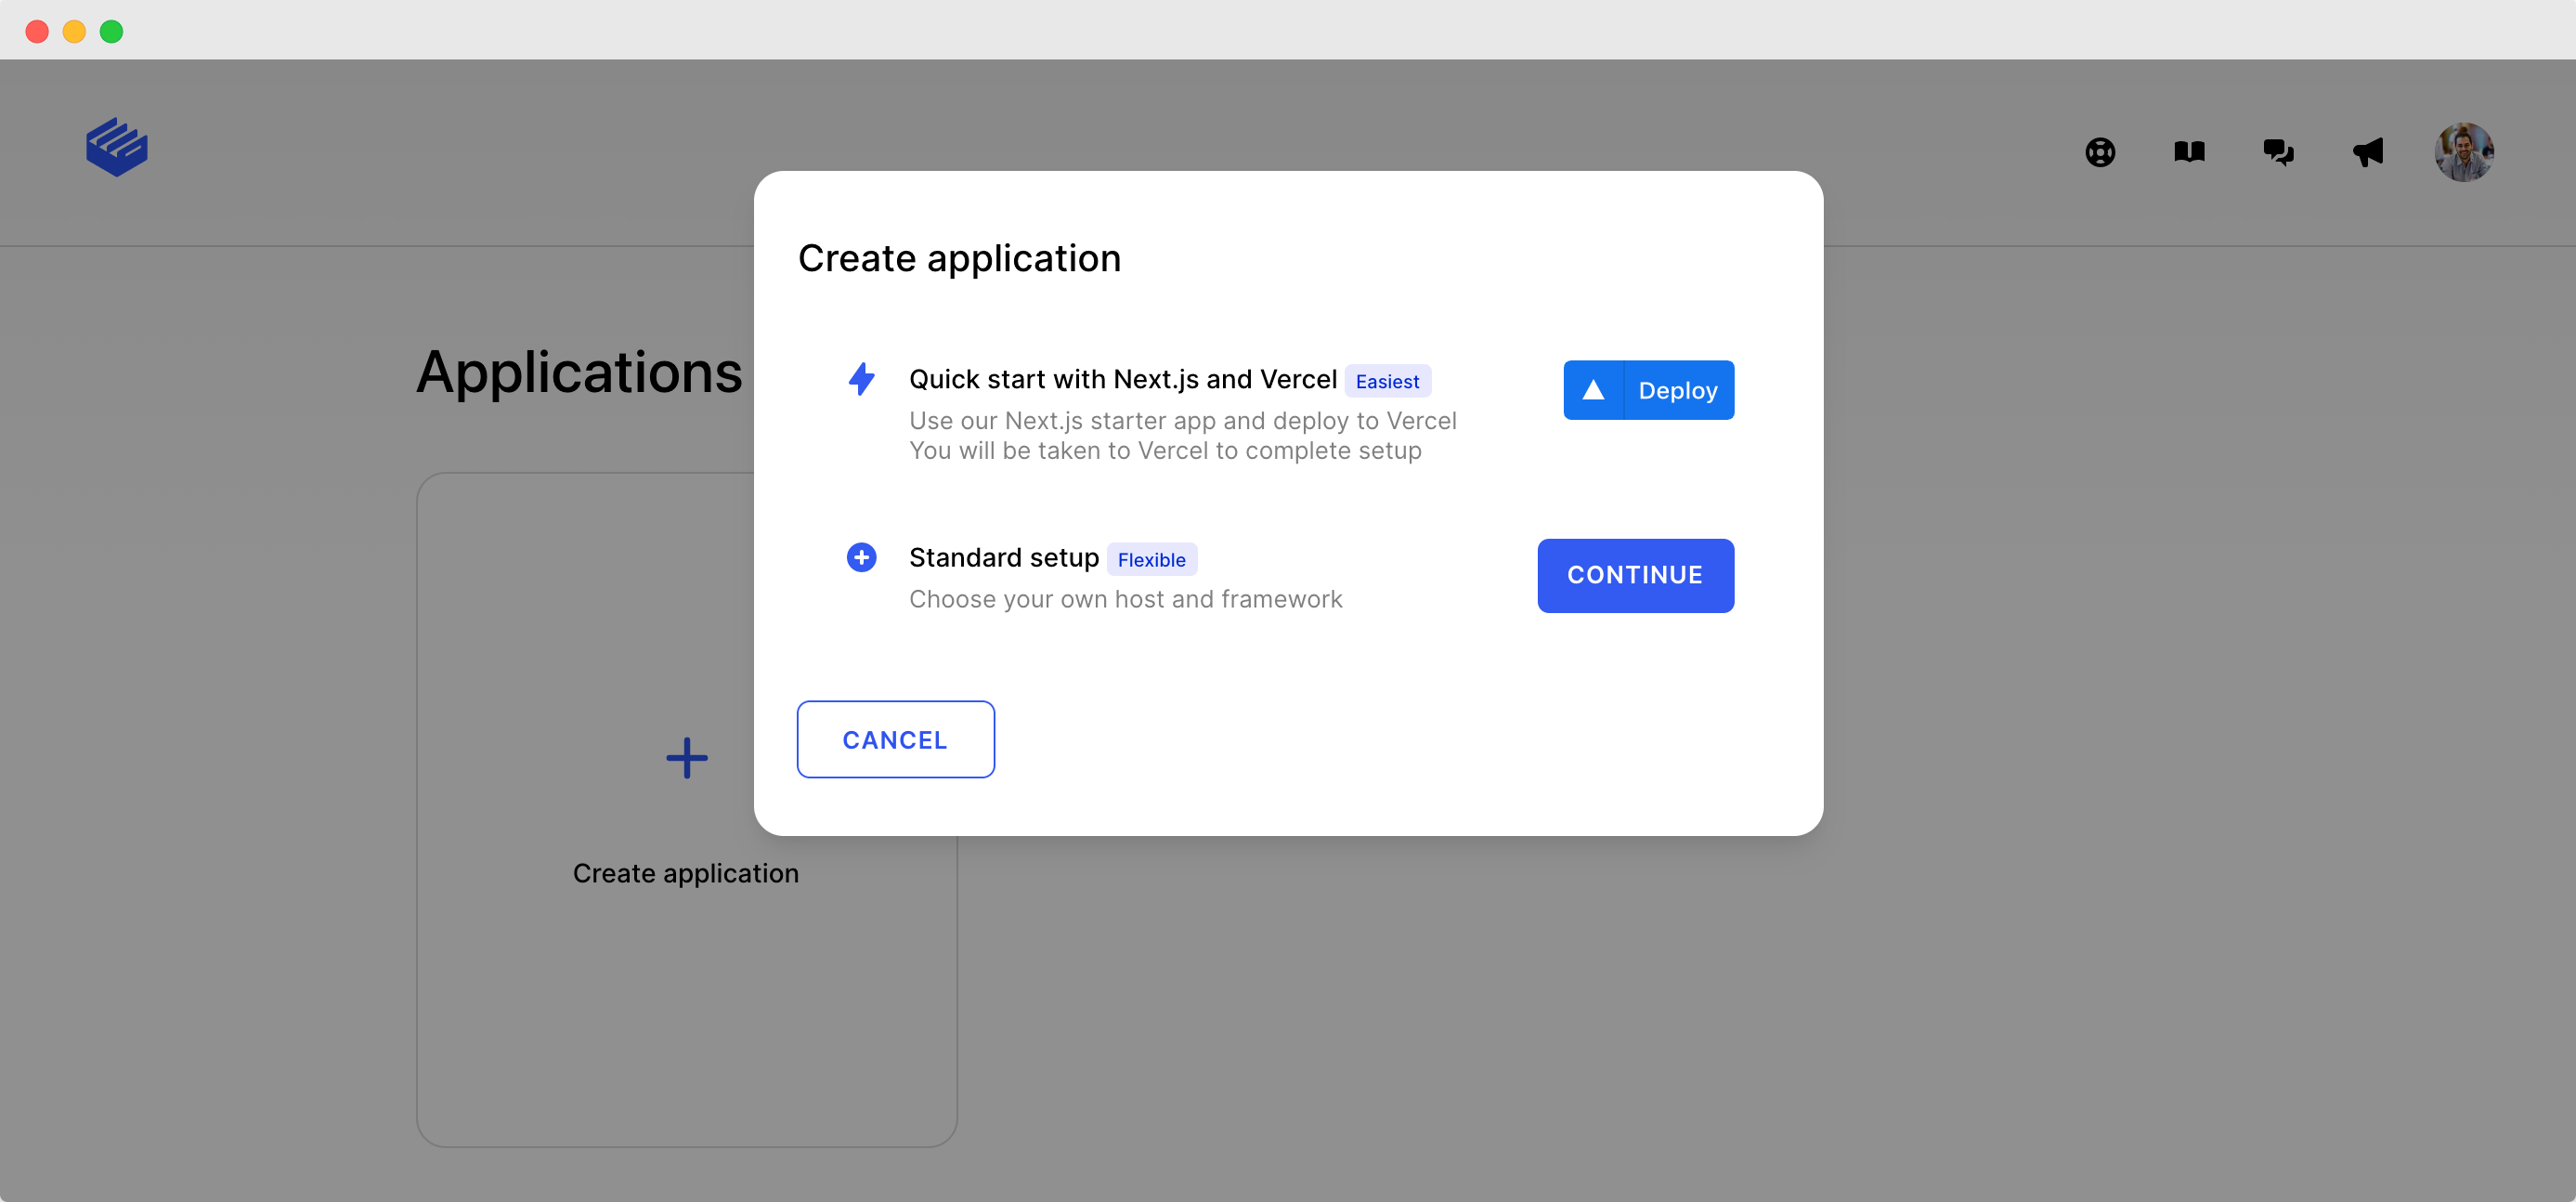 Applications
Create application
Create application
Quick start with Next.js and Vercel Easiest
Use our Next.js starter app and deploy to Vercel
You will be taken to Vercel to complete setup
Deploy
Standard setup Flexible
Choose your own host and framework
CONTINUE
CANCEL